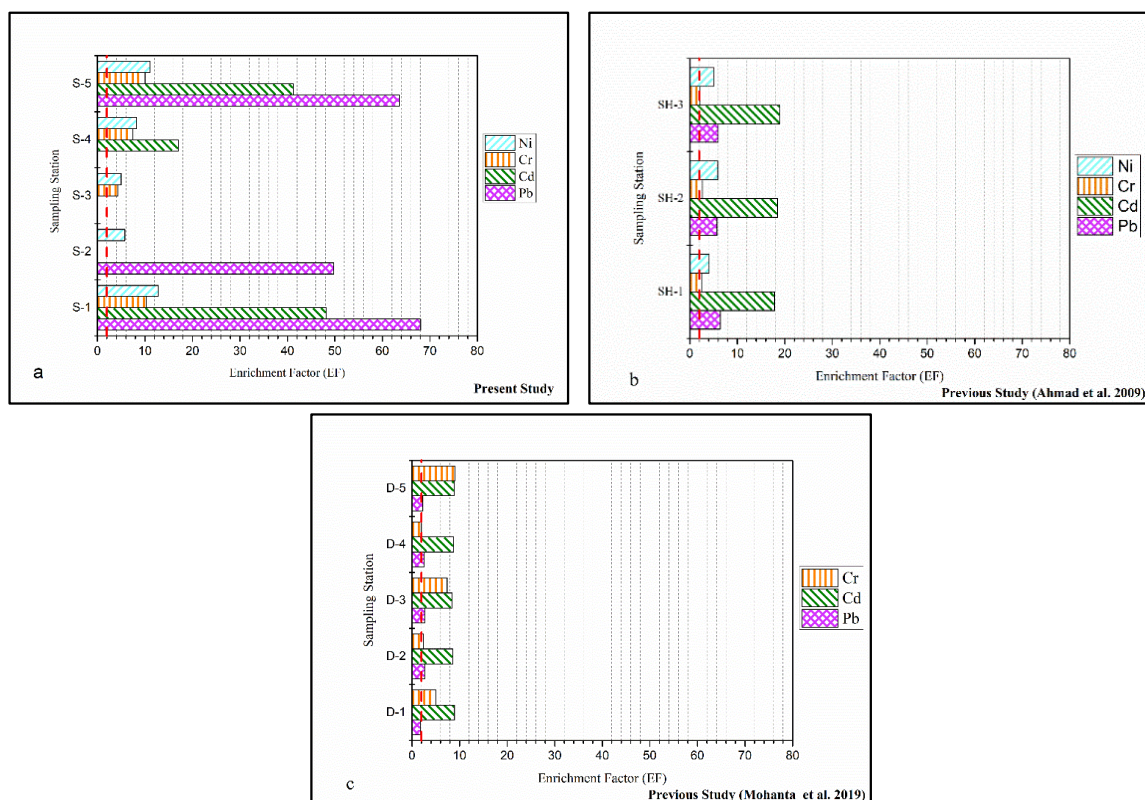 S-5
S-4
S-3
S-2
S-1
Sampling Station
0 10 20 30 40 50 60 70 80
Enrichment Factor (EF)
Ni
Cr
Cd
Pb
a
Present Study
SH-3
SH-2
SH-1
Sampling Station
0 10 20 30 40 50 60 70 80
Enrichment Factor (EF)
Ni
Cr
Cd
Pb
b
Previous Study (Ahmad et al. 2009)
D-5
D-4
D-3
D-2
D-1
Sampling Station
0 10 20 30 40 50 60 70 80
Enrichment Factor (EF)
Cr
Cd
Pb
c
Previous Study (Mohanta et al. 2019)